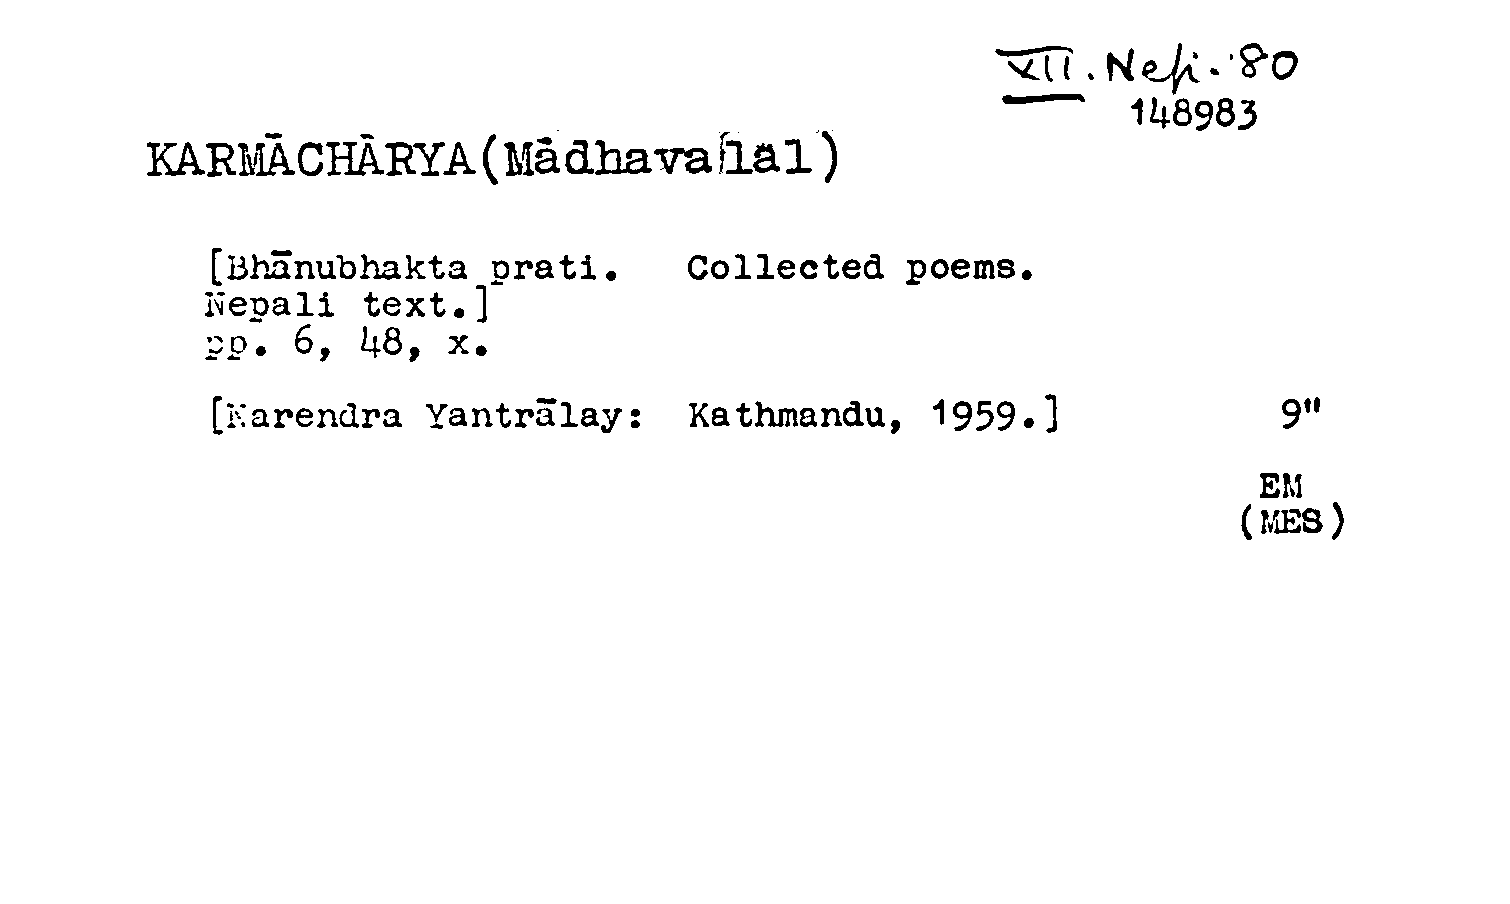 XII. Nep. '80
148983
KARMĀCHĀRYA(Mādhavalāl)
[Bhānubhakta prati. Collected poems.
Nepali text.]
pp. 6, 48, x.
[Narendra Yantrālay: Kathmandu, 1959.] 9"
EM
(MES)